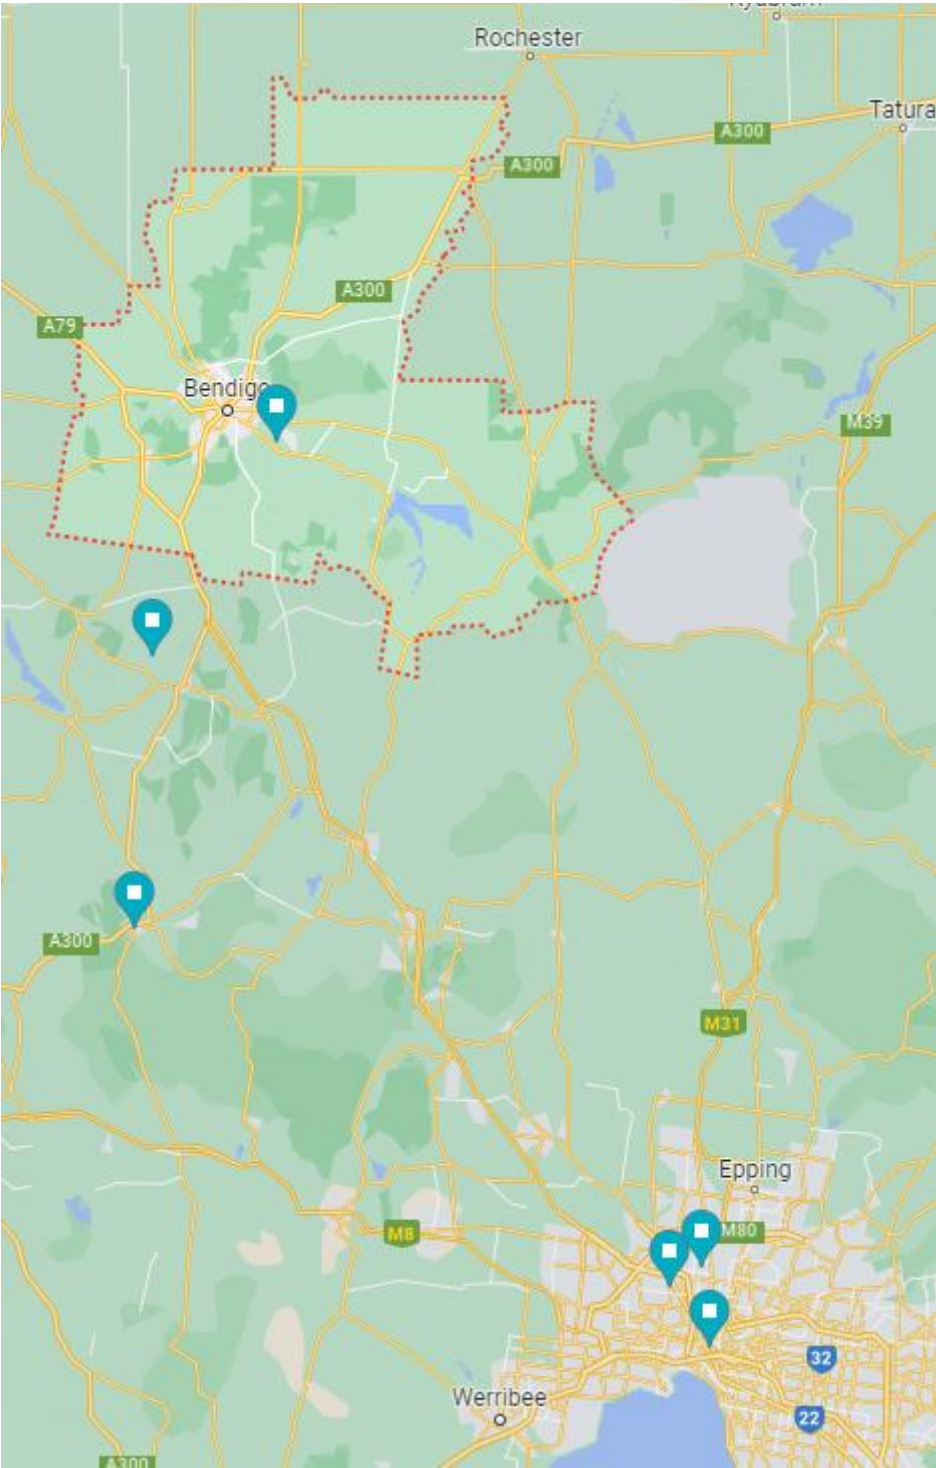 Rochester
Tatura
A300
A300
A300
A79
Bendigo
M39
A300
M31
Epping
M80
M8
32
Werribee
22
A300